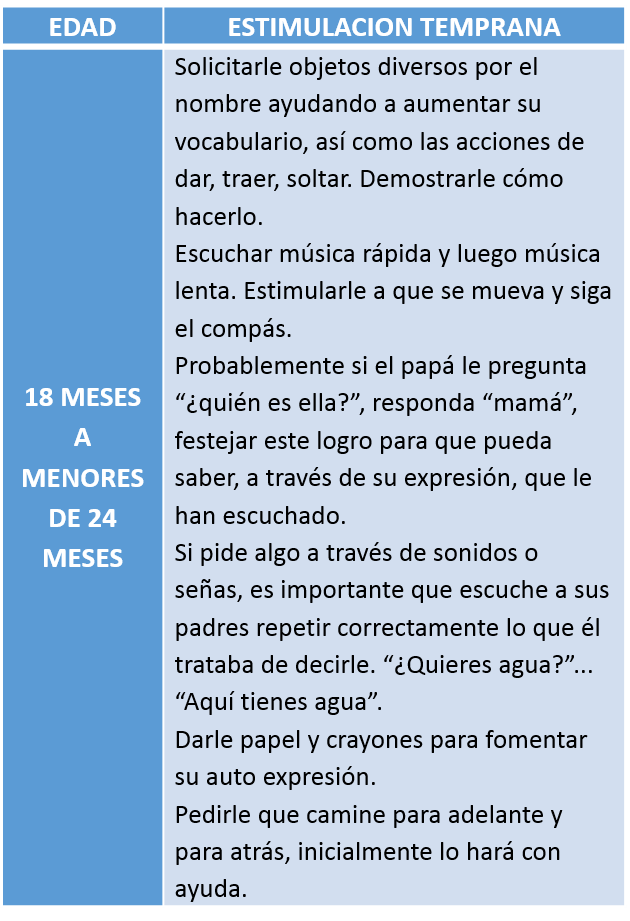 EDAD
ESTIMULACION TEMPRANA
18 MESES
A
MENORES
DE 24
MESES
Solicitarle objetos diversos por el
nombre ayudando a aumentar su
vocabulario, así como las acciones de
dar, traer, soltar. Demostrarle cómo
hacerlo.
Escuchar música rápida y luego música
lenta. Estimularle a que se mueva y siga
el compás.
Probablemente si el papá le pregunta
“¿quién es ella?”, responda “mamá”,
festejar este logro para que pueda
saber, a través de su expresión, que le
han escuchado.
Si pide algo a través de sonidos o
señas, es importante que escuche a sus
padres repetir correctamente lo que él
trataba de decirle. “¿Quieres agua?”...
“Aquí tienes agua”.
Darle papel y crayones para fomentar
su auto expresión.
Pedirle que camine para adelante y
para atrás, inicialmente lo hará con
ayuda.